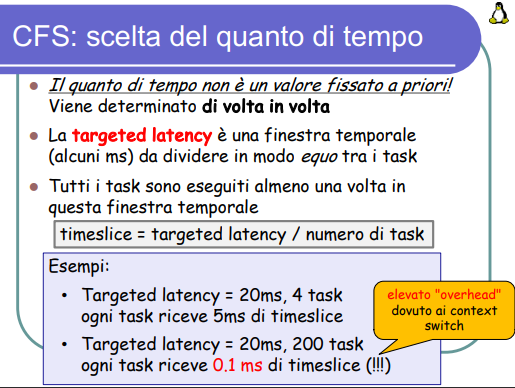 CFS: scelta del quanto di tempo
Il quanto di tempo non è un valore fissato a priori!
Viene determinato di volta in volta
La targeted latency è una finestra temporale
(alcuni ms) da dividere in modo equo tra i task
Tutti i task sono eseguiti almeno una volta in
questa finestra temporale
timeslice = targeted latency / numero di task
Esempi:
• Targeted latency = 20ms, 4 task
ogni task riceve 5ms di timeslice
• Targeted latency = 20ms, 200 task
ogni task riceve 0.1 ms di timeslice (!!!)
elevato "overhead"
dovuto ai context
switch